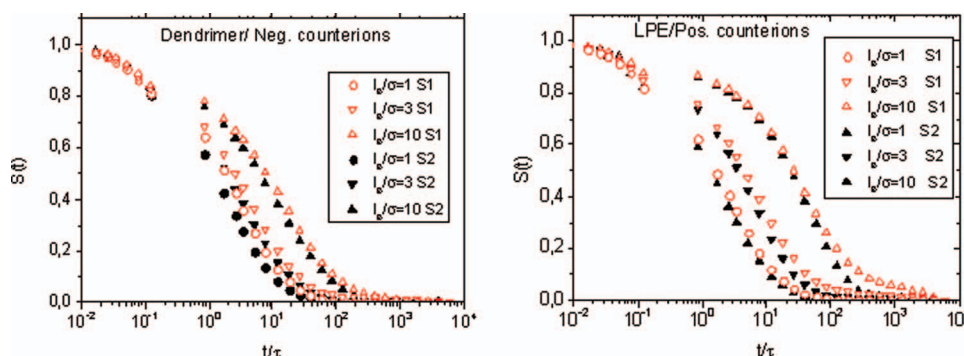 Dendrimer/ Neg. counterions
1,0
0,8
0,6
0,4
0,2
0,0
S(t)
l_B/σ=1 S1
l_B/σ=3 S1
l_B/σ=10 S1
l_B/σ=1 S2
l_B/σ=3 S2
l_B/σ=10 S2
10^-2 10^-1 10^0 10^1 10^2 10^3 10^4
t/τ
LPE/Pos. counterions
1,0
0,8
0,6
0,4
0,2
0,0
S(t)
l_B/σ=1 S1
l_B/σ=3 S1
l_B/σ=10 S1
l_B/σ=1 S2
l_B/σ=3 S2
l_B/σ=10 S2
10^-2 10^-1 10^0 10^1 10^2 10^3 10
t/τ